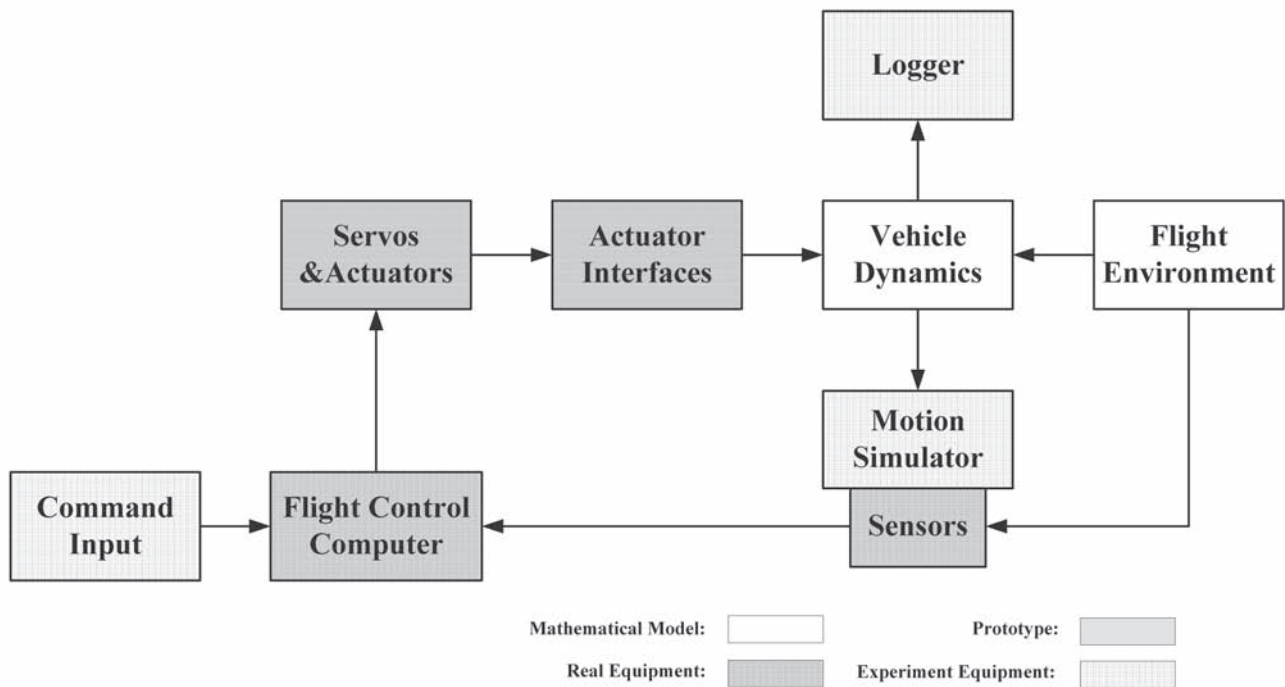 Logger
Servos
&Actuators
Actuator
Interfaces
Vehicle
Dynamics
Flight
Environment
Motion
Simulator
Command
Input
Flight Control
Computer
Sensors
Mathematical Model:
Prototype:
Real Equipment:
Experiment Equipment: